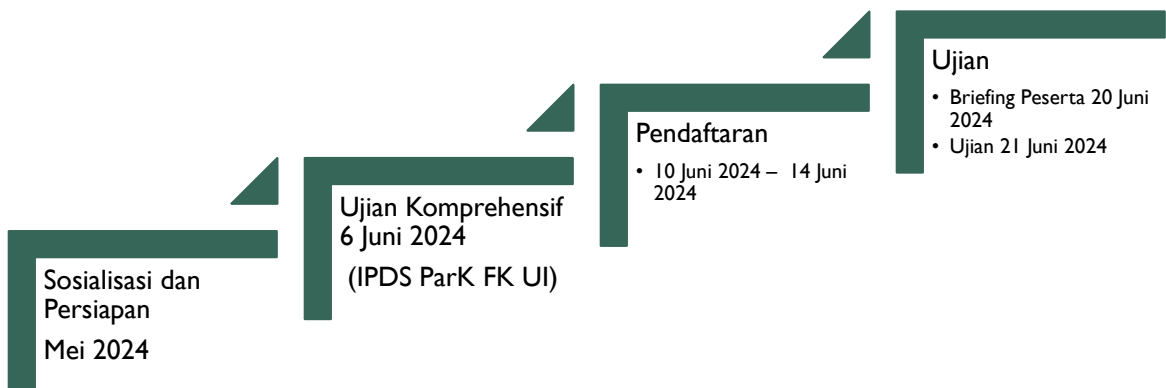 Sosialisasi dan
Persiapan
Mei 2024
Ujian Komprehensif
6 Juni 2024
(IPDS ParK FK UI)
Pendaftaran
• 10 Juni 2024 – 14 Juni
2024
Ujian
• Briefing Peserta 20 Juni
2024
• Ujian 21 Juni 2024